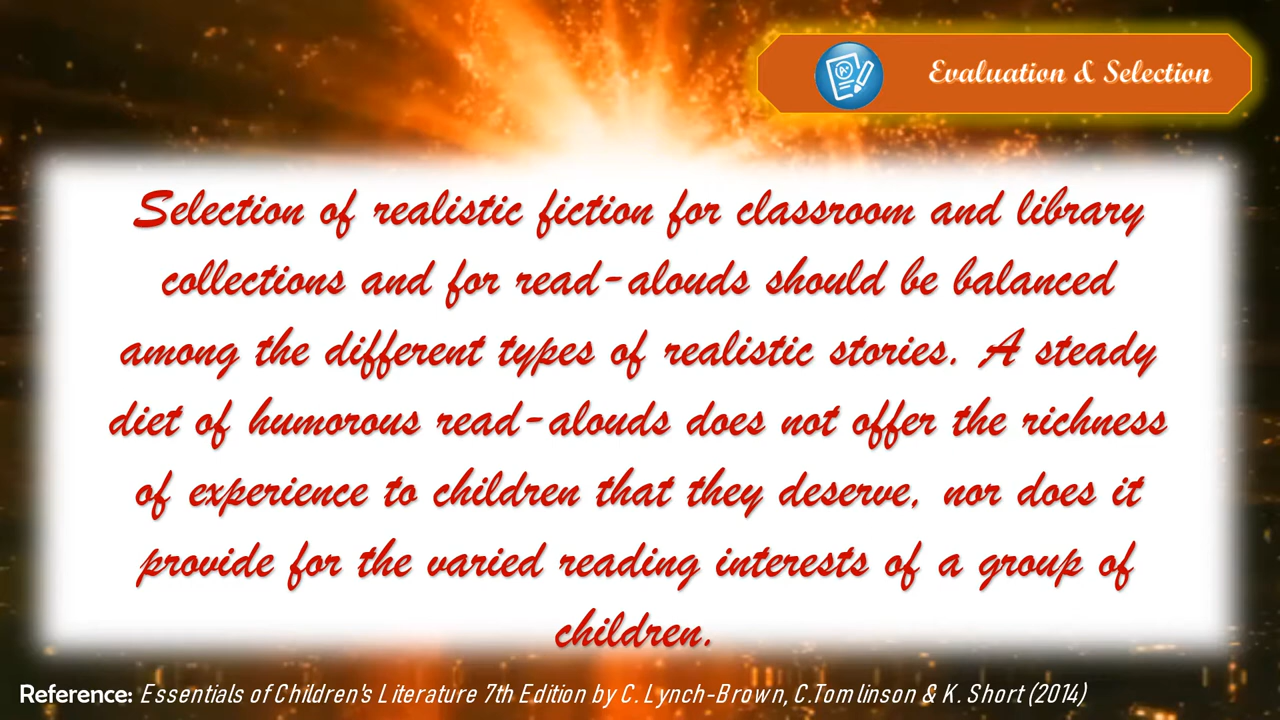 Evaluation & Selection
Selection of realistic fiction for classroom and library
collections and for read-alouds should be balanced
among the different types of realistic stories. A steady
diet of humorous read-alouds does not offer the richness
of experience to children that they deserve, nor does it
provide for the varied reading interests of a group of
children.
Reference: Essentials of Children's Literature 7th Edition by C. Lynch-Brown, C.Tomlinson & K. Short (2014)